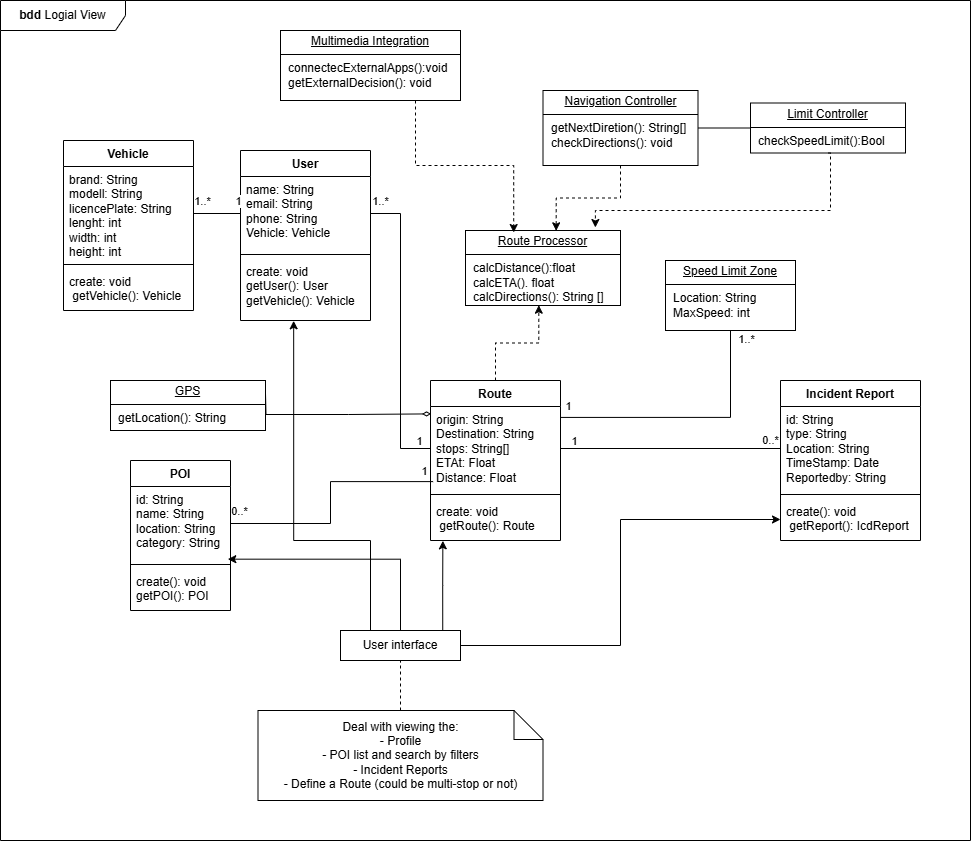 bdd Logial View
Multimedia Integration
connectecExternalApps():void
getExternalDecision(): void
Navigation Controller
getNextDiretion(): String[]
checkDirections(): void
Limit Controller
checkSpeedLimit():Bool
Vehicle
brand: String
modell: String
licencePlate: String
lenght: int
width: int
height: int
create: void
getVehicle(): Vehicle
1..*
1
User
name: String
email: String
phone: String
Vehicle: Vehicle
create: void
getUser(): User
getVehicle(): Vehicle
1..*
Route Processor
calcDistance():float
calcETA(). float
calcDirections(): String []
Speed Limit Zone
Location: String
MaxSpeed: int
1..*
GPS
getLocation(): String
Route
origin: String
Destination: String
stops: String[]
ETAt: Float
Distance: Float
create: void
getRoute(): Route
1
1
1
1
0..*
Incident Report
id: String
type: String
Location: String
TimeStamp: Date
Reportedby: String
create(): void
getReport(): IcdReport
POI
id: String
name: String
location: String
category: String
create(): void
getPOI(): POI
0..*
User interface
Deal with viewing the:
- Profile
- POI list and search by filters
- Incident Reports
- Define a Route (could be multi-stop or not)